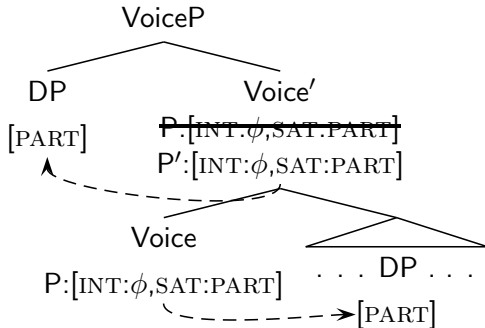 VoiceP
DP Voice′
[PART] P:[INT:ϕ,SAT:PART]
P′:[INT:ϕ,SAT:PART]
Voice
. . . DP . . .
P:[INT:ϕ,SAT:PART] [PART]